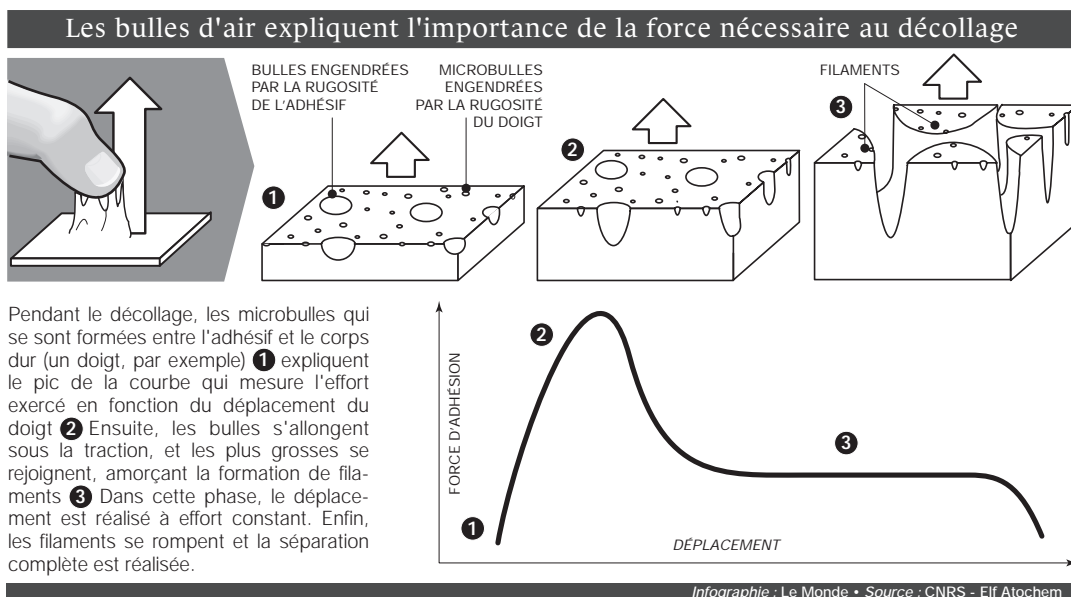 Les bulles d'air expliquent l'importance de la force nécessaire au décollage
BULLES ENGENDRÉES
PAR LA RUGOSITÉ
DE L'ADHÉSIF
MICROBULLES
ENGENDRÉES
PAR LA RUGOSITÉ
DU DOIGT
FILAMENTS
1
2
3
Pendant le décollage, les microbulles qui
se sont formées entre l'adhésif et le corps
dur (un doigt, par exemple) 1 expliquent
le pic de la courbe qui mesure l'effort
exercé en fonction du déplacement du
doigt 2 Ensuite, les bulles s'allongent
sous la traction, et les plus grosses se
rejoignent, amorçant la formation de fila-
ments 3 Dans cette phase, le déplace-
ment est réalisé à effort constant. Enfin,
les filaments se rompent et la séparation
complète est réalisée.
FORCE D'ADHÉSION
1
2
3
DÉPLACEMENT
Infographie : Le Monde • Source : CNRS - Elf Atochem